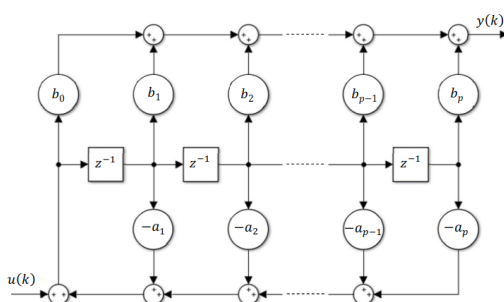 y(k)
b₀ b₁ b₂ bₚ₋₁ bₚ
z⁻¹ z⁻¹ z⁻¹
−a₁ −a₂ −aₚ₋₁ −aₚ
u(k)